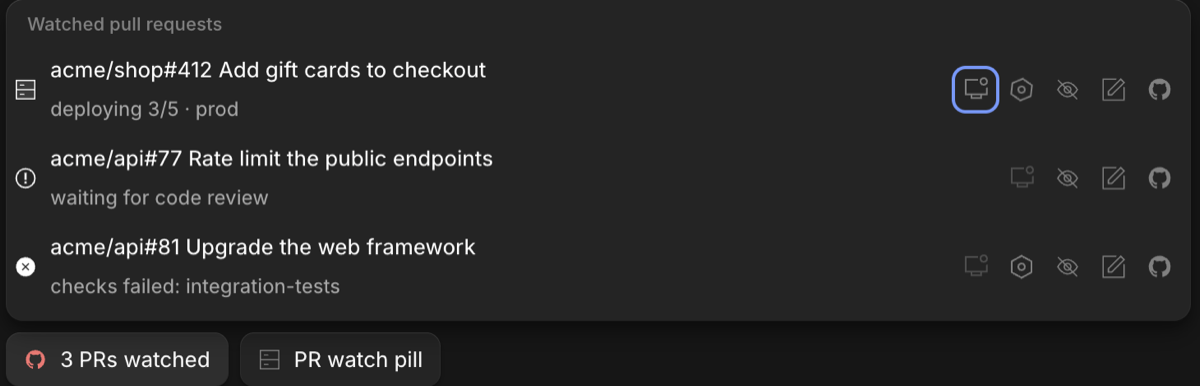 Watched pull requests
acme/shop#412 Add gift cards to checkout
deploying 3/5 · prod
acme/api#77 Rate limit the public endpoints
waiting for code review
acme/api#81 Upgrade the web framework
checks failed: integration-tests
3 PRs watched
PR watch pill